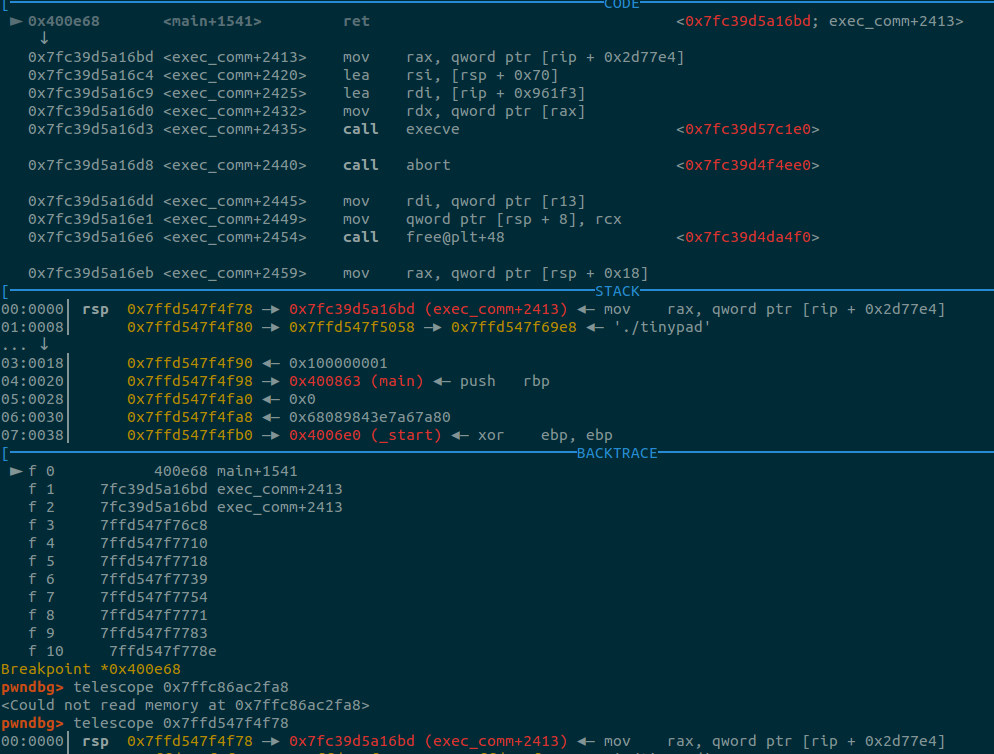 [ CODE
► 0x400e68 <main+1541> ret <0x7fc39d5a16bd; exec_comm+2413>
↓
0x7fc39d5a16bd <exec_comm+2413> mov rax, qword ptr [rip + 0x2d77e4]
0x7fc39d5a16c4 <exec_comm+2420> lea rsi, [rsp + 0x70]
0x7fc39d5a16c9 <exec_comm+2425> lea rdi, [rip + 0x961f3]
0x7fc39d5a16d0 <exec_comm+2432> mov rdx, qword ptr [rax]
0x7fc39d5a16d3 <exec_comm+2435> call execve <0x7fc39d57c1e0>
0x7fc39d5a16d8 <exec_comm+2440> call abort <0x7fc39d4f4ee0>
0x7fc39d5a16dd <exec_comm+2445> mov rdi, qword ptr [r13]
0x7fc39d5a16e1 <exec_comm+2449> mov qword ptr [rsp + 8], rcx
0x7fc39d5a16e6 <exec_comm+2454> call free@plt+48 <0x7fc39d4da4f0>
0x7fc39d5a16eb <exec_comm+2459> mov rax, qword ptr [rsp + 0x18]
[ STACK
00:0000│ rsp 0x7ffd547f4f78 —► 0x7fc39d5a16bd (exec_comm+2413) ◄— mov rax, qword ptr [rip + 0x2d77e4]
01:0008│ 0x7ffd547f4f80 —► 0x7ffd547f5058 —► 0x7ffd547f69e8 ◄— './tinypad'
... ↓
03:0018│ 0x7ffd547f4f90 ◄— 0x100000001
04:0020│ 0x7ffd547f4f98 —► 0x400863 (main) ◄— push rbp
05:0028│ 0x7ffd547f4fa0 ◄— 0x0
06:0030│ 0x7ffd547f4fa8 ◄— 0x68089843e7a67a80
07:0038│ 0x7ffd547f4fb0 —► 0x4006e0 (_start) ◄— xor ebp, ebp
[ BACKTRACE
► f 0 400e68 main+1541
f 1 7fc39d5a16bd exec_comm+2413
f 2 7fc39d5a16bd exec_comm+2413
f 3 7ffd547f76c8
f 4 7ffd547f7710
f 5 7ffd547f7718
f 6 7ffd547f7739
f 7 7ffd547f7754
f 8 7ffd547f7771
f 9 7ffd547f7783
f 10 7ffd547f778e
Breakpoint *0x400e68
pwndbg> telescope 0x7ffc86ac2fa8
<Could not read memory at 0x7ffc86ac2fa8>
pwndbg> telescope 0x7ffd547f4f78
00:0000│ rsp 0x7ffd547f4f78 —► 0x7fc39d5a16bd (exec_comm+2413) ◄— mov rax, qword ptr [rip + 0x2d77e4]